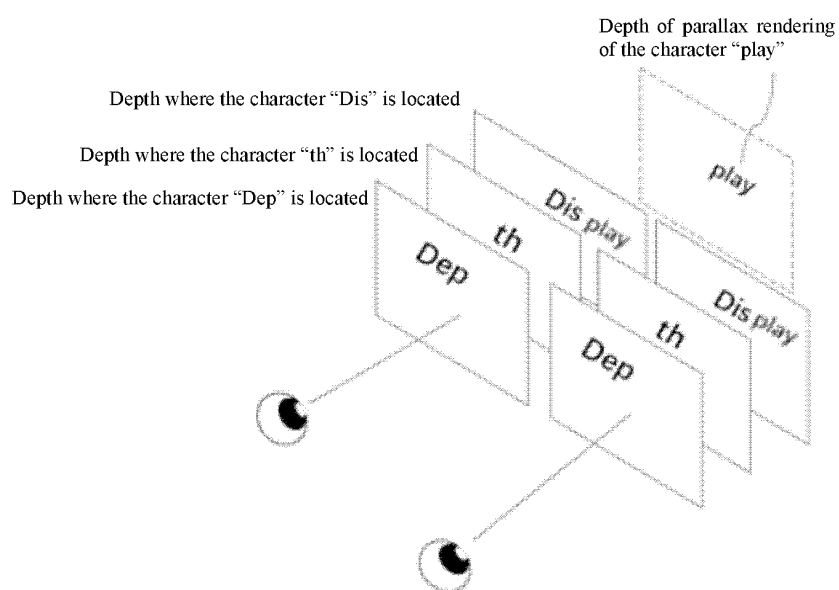 Depth of parallax rendering
of the character “play”
Depth where the character “Dis” is located
Depth where the character “th” is located
Depth where the character “Dep” is located
play
Dis play
th
Dep
Dis play
th
Dep